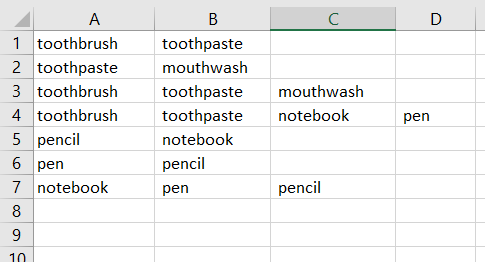 A B C D
1 toothbrush toothpaste
2 toothpaste mouthwash
3 toothbrush toothpaste mouthwash
4 toothbrush toothpaste notebook pen
5 pencil notebook
6 pen pencil
7 notebook pen pencil
8
9
10